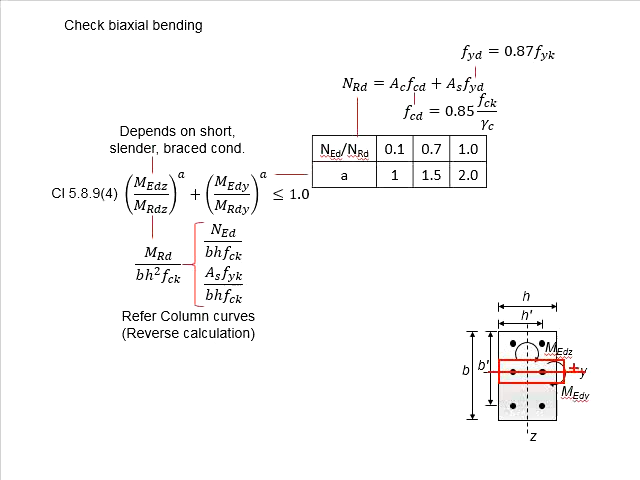 Check biaxial bending
f_yd = 0.87f_yk
N_Rd = A_c f_cd + A_s f_yd
f_cd = 0.85 f_ck / γ_c
Depends on short,
slender, braced cond.
N_Ed/N_Rd 0.1 0.7 1.0
a 1 1.5 2.0
Cl 5.8.9(4) (M_Edz / M_Rdz)^a + (M_Edy / M_Rdy)^a ≤ 1.0
M_Rd / bh²f_ck
N_Ed / bhf_ck
A_s f_yk / bhf_ck
Refer Column curves
(Reverse calculation)
h
h'
M_Edz
b b' y
M_Edy
z